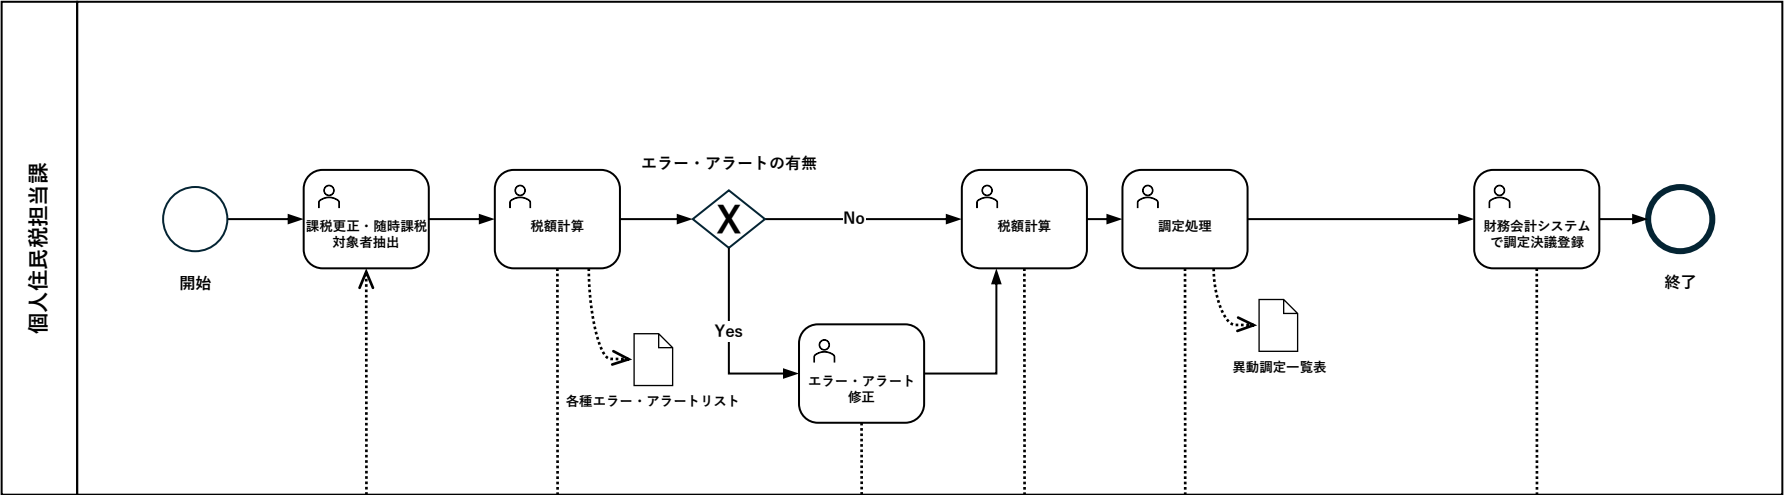 個人住民税担当課
開始
課税更正・随時課税
対象者抽出
税額計算
各種エラー・アラートリスト
エラー・アラートの有無
X
No
Yes
エラー・アラート
修正
税額計算
調定処理
異動調定一覧表
財務会計システム
で調定決議登録
終了